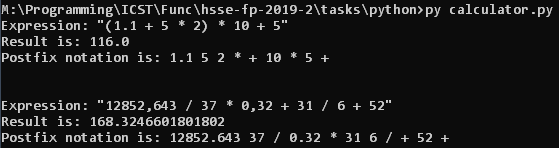 M:\Programming\ICST\Func\hsse-fp-2019-2\tasks\python>py calculator.py
Expression: "(1.1 + 5 * 2) * 10 + 5"
Result is: 116.0
Postfix notation is: 1.1 5 2 * + 10 * 5 +
Expression: "12852,643 / 37 * 0,32 + 31 / 6 + 52"
Result is: 168.3246601801802
Postfix notation is: 12852.643 37 / 0.32 * 31 6 / + 52 +